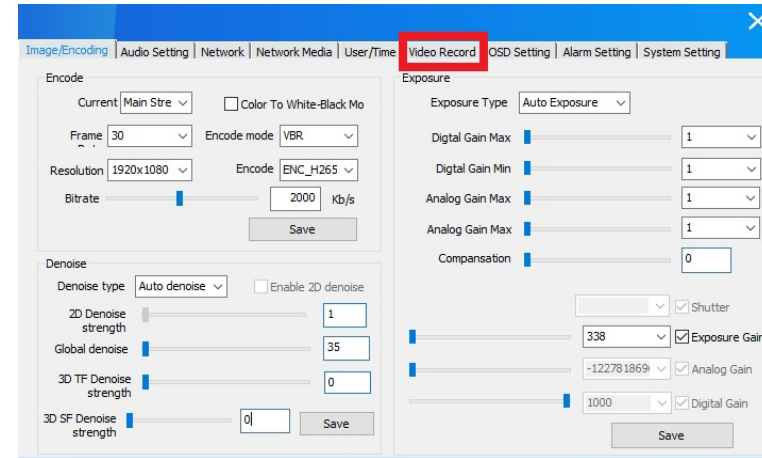 Image/Encoding Audio Setting Network Network Media User/Time Video Record OSD Setting Alarm Setting System Setting
Encode
Current Main Stre Color To White-Black Mo
Frame 30 Encode mode VBR
Resolution 1920x1080 Encode ENC_H265
Bitrate 2000 Kb/s
Save
Denoise
Denoise type Auto denoise Enable 2D denoise
2D Denoise strength 1
Global denoise 35
3D TF Denoise strength 0
3D SF Denoise strength 0 Save
Exposure
Exposure Type Auto Exposure
Digtal Gain Max 1
Digtal Gain Min 1
Analog Gain Max 1
Analog Gain Max 1
Compansation 0
Shutter
338 Exposure Gair
-122781869 Analog Gain
1000 Digital Gain
Save